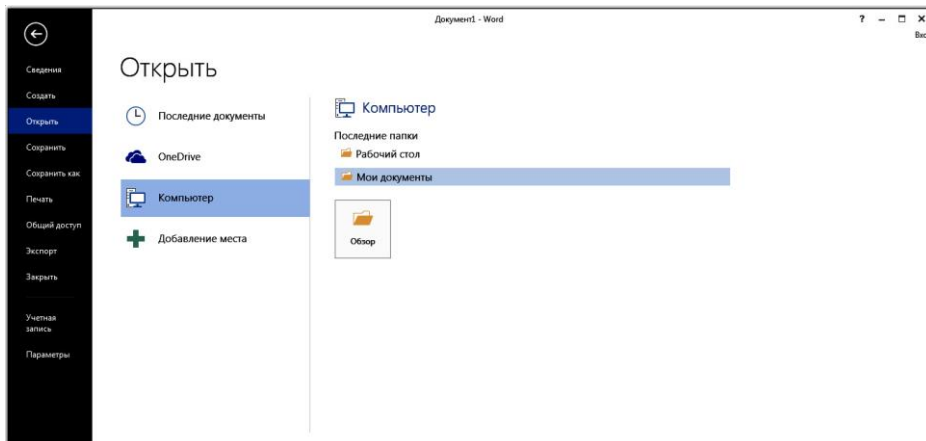 Документ1 - Word
?
Вхо
Сведения
Создать
Открыть
Сохранить
Сохранить как
Печать
Общий доступ
Экспорт
Закрыть
Учетная
запись
Параметры
Открыть
Последние документы
OneDrive
Компьютер
Добавление места
Компьютер
Последние папки
Рабочий стол
Мои документы
Обзор